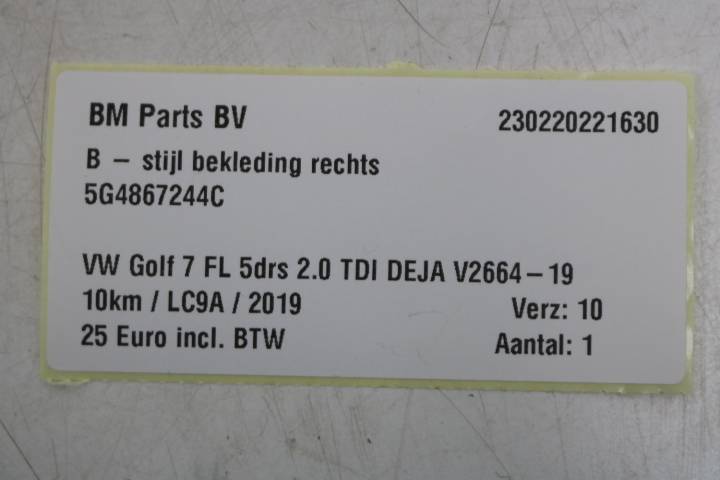 BM Parts BV 230220221630
B – stijl bekleding rechts
5G4867244C
VW Golf 7 FL 5drs 2.0 TDI DEJA V2664–19
10km / LC9A / 2019 Verz: 10
25 Euro incl. BTW Aantal: 1